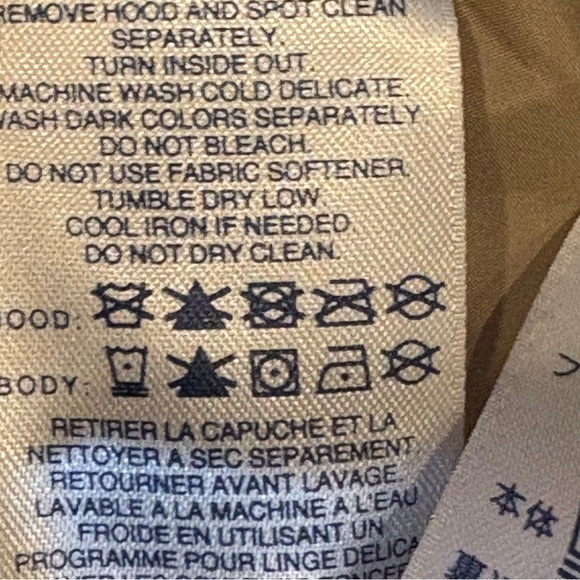 REMOVE HOOD AND SPOT CLEAN
SEPARATELY.
TURN INSIDE OUT.
MACHINE WASH COLD DELICATE.
WASH DARK COLORS SEPARATELY.
DO NOT BLEACH.
DO NOT USE FABRIC SOFTENER.
TUMBLE DRY LOW.
COOL IRON IF NEEDED.
DO NOT DRY CLEAN.
HOOD:
BODY:
RETIRER LA CAPUCHE ET LA
NETTOYER A SEC SEPAREMENT.
RETOURNER AVANT LAVAGE.
LAVABLE A LA MACHINE A L'EAU
FROIDE EN UTILISANT UN
PROGRAMME POUR LINGE DELICA
本体